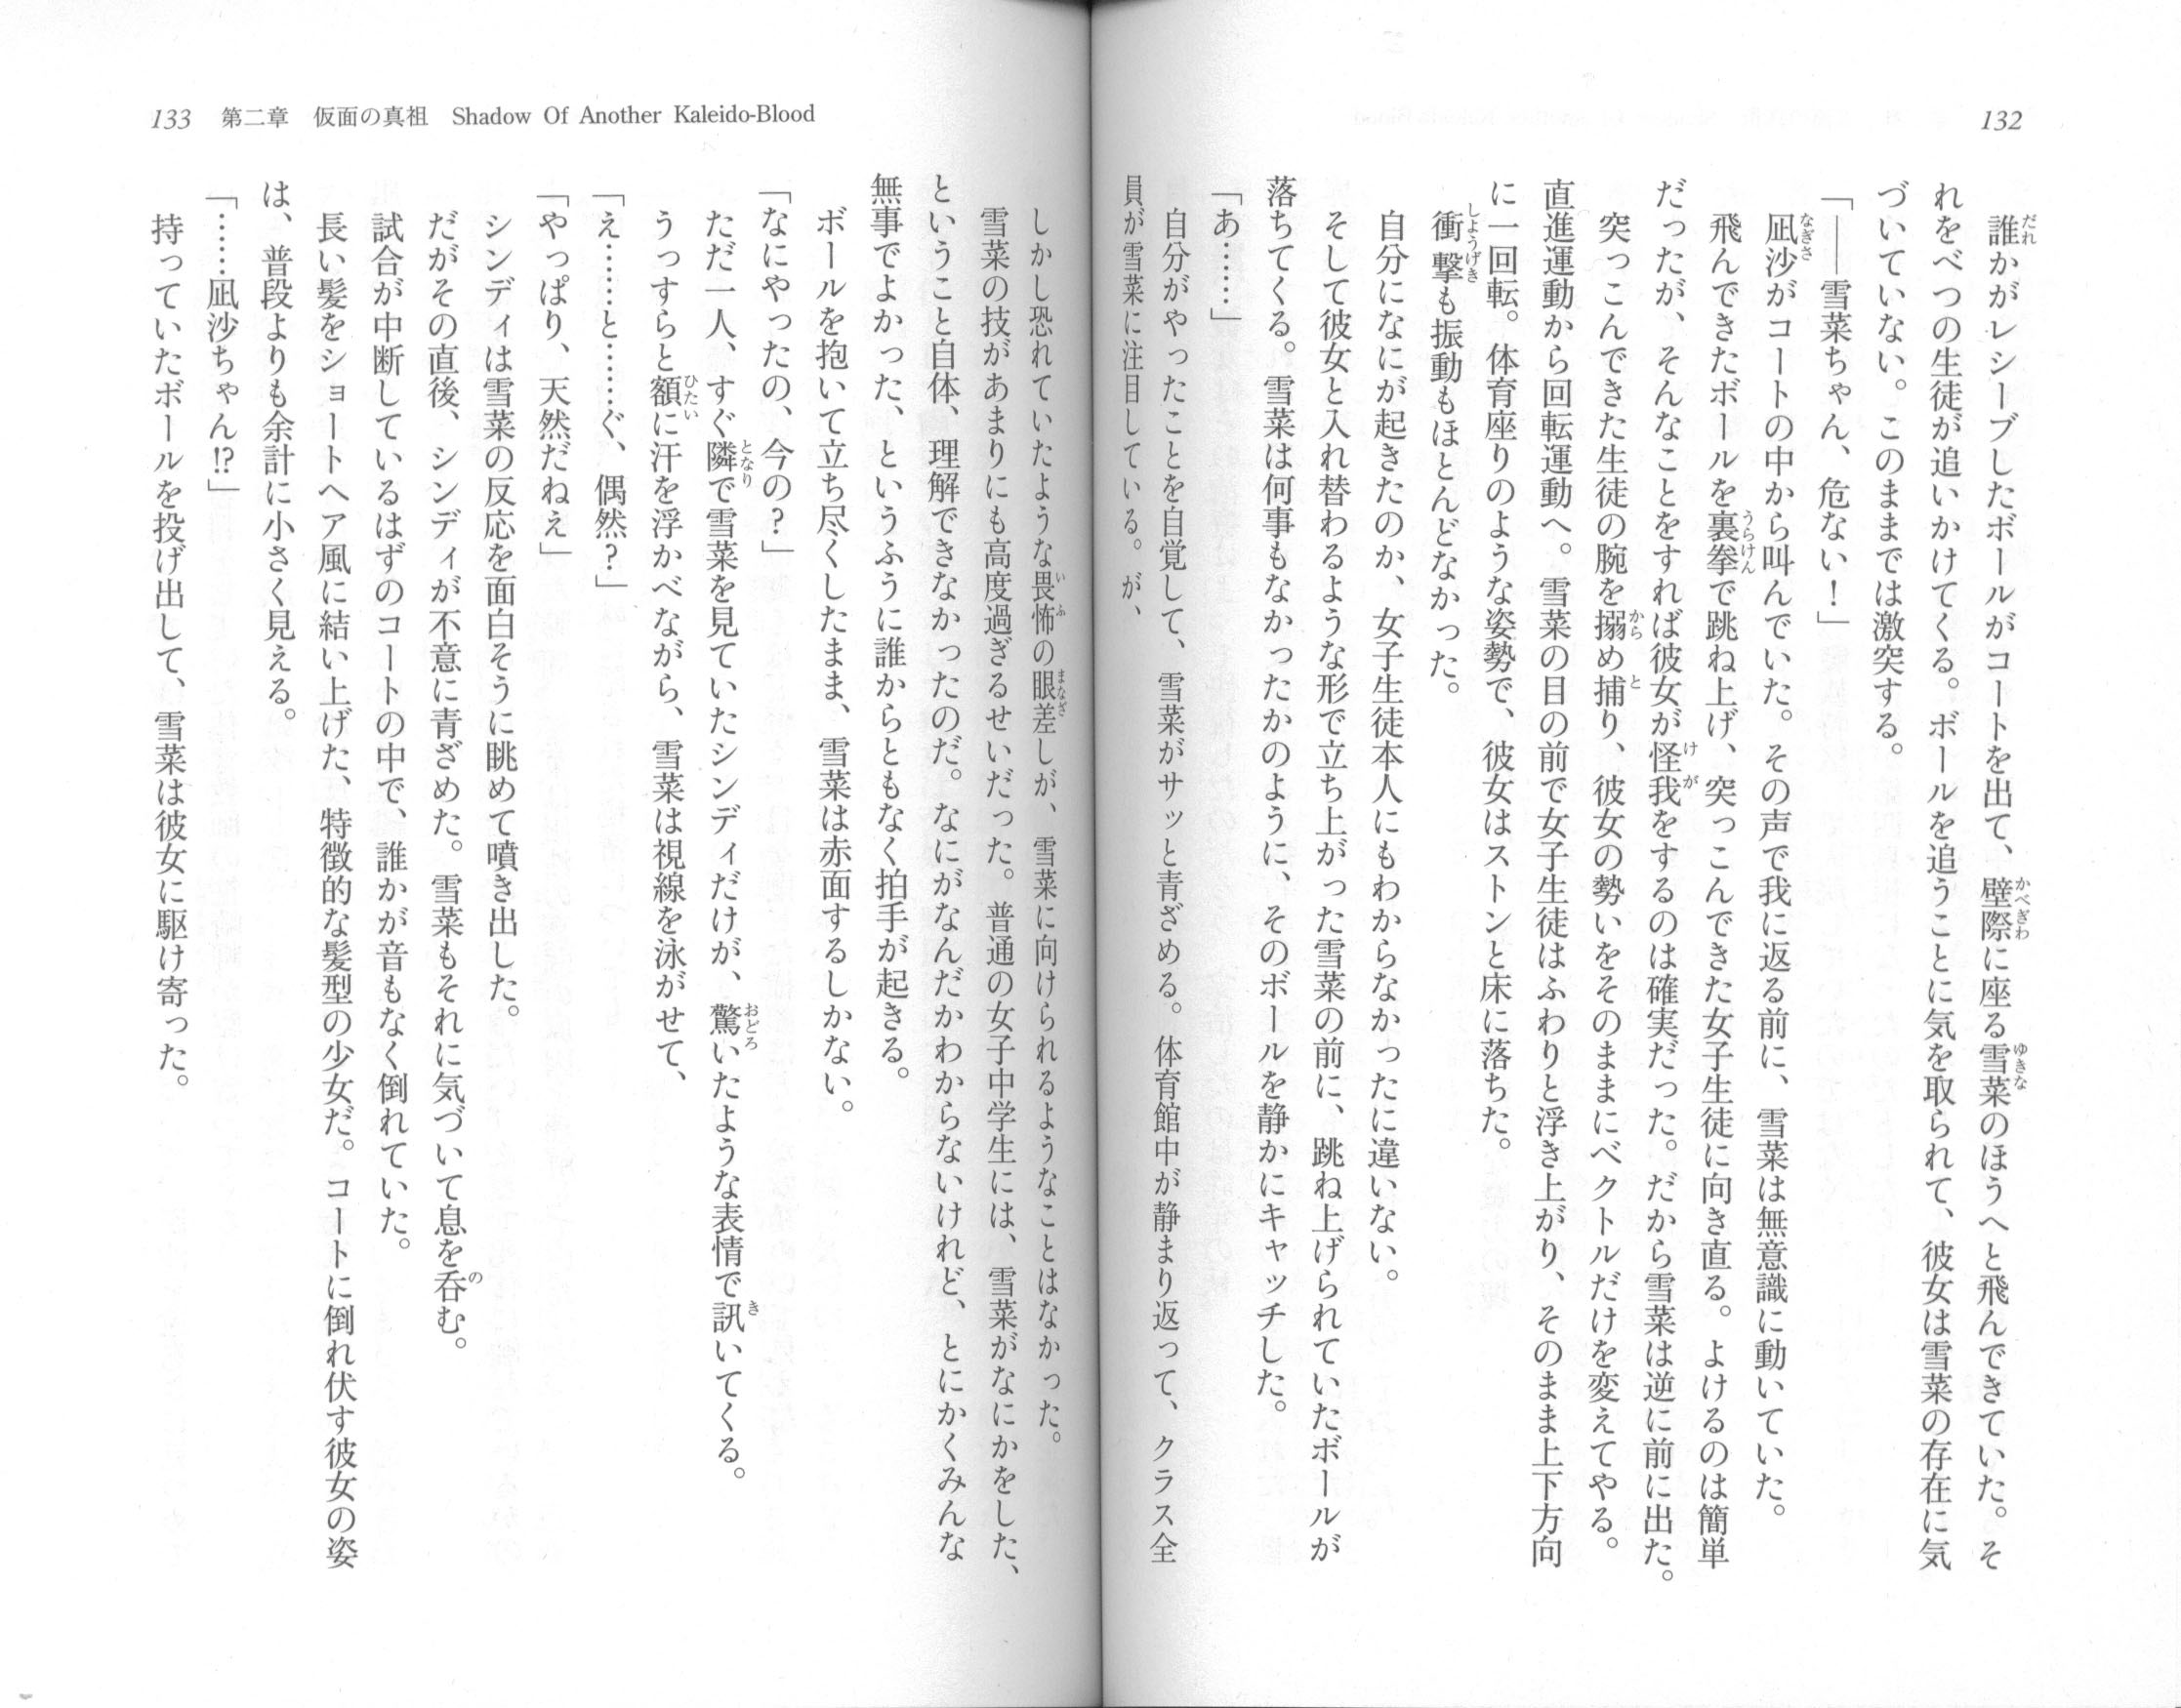 132
誰かがレシーブしたボールがコートを出て、壁際に座る雪菜のほうへと飛んできていた。そ
れをべつの生徒が追いかけてくる。ボールを追うことに気を取られて、彼女は雪菜の存在に気
づいていない。このままでは激突する。
「――雪菜ちゃん、危ない！」
凪沙がコートの中から叫んでいた。その声で我に返る前に、雪菜は無意識に動いていた。
飛んできたボールを裏拳で跳ね上げ、突っこんできた女子生徒に向き直る。よけるのは簡単
だったが、そんなことをすれば彼女が怪我をするのは確実だった。だから雪菜は逆に前に出た。
突っこんできた生徒の腕を搦め捕り、彼女の勢いをそのままにベクトルだけを変えてやる。
直進運動から回転運動へ。雪菜の目の前で女子生徒はふわりと浮き上がり、そのまま上下方向
に一回転。体育座りのような姿勢で、彼女はストンと床に落ちた。
衝撃も振動もほとんどなかった。
自分になにが起きたのか、女子生徒本人にもわからなかったに違いない。
そして彼女と入れ替わるような形で立ち上がった雪菜の前に、跳ね上げられていたボールが
落ちてくる。雪菜は何事もなかったかのように、そのボールを静かにキャッチした。
「あ……」
自分がやったことを自覚して、雪菜がサッと青ざめる。体育館中が静まり返って、クラス全
員が雪菜に注目している。が、
133 第二章 仮面の真祖 Shadow Of Another Kaleido-Blood
しかし恐れていたような畏怖の眼差しが、雪菜に向けられるようなことはなかった。
雪菜の技があまりにも高度過ぎるせいだった。普通の女子中学生には、雪菜がなにかをした、
ということ自体、理解できなかったのだ。なにがなんだかわからないけれど、とにかくみんな
無事でよかった、というふうに誰からともなく拍手が起きる。
ボールを抱いて立ち尽くしたまま、雪菜は赤面するしかない。
「なにやったの、今の？」
ただ一人、すぐ隣で雪菜を見ていたシンディだけが、驚いたような表情で訊いてくる。
うっすらと額に汗を浮かべながら、雪菜は視線を泳がせて、
「え……と……ぐ、偶然？」
「やっぱり、天然だねぇ」
シンディは雪菜の反応を面白そうに眺めて噴き出した。
だがその直後、シンディが不意に青ざめた。雪菜もそれに気づいて息を呑む。
試合が中断しているはずのコートの中で、誰かが音もなく倒れていた。
長い髪をショートヘア風に結い上げた、特徴的な髪型の少女だ。コートに倒れ伏す彼女の姿
は、普段よりも余計に小さく見える。
「……凪沙ちゃん!?」
持っていたボールを投げ出して、雪菜は彼女に駆け寄った。